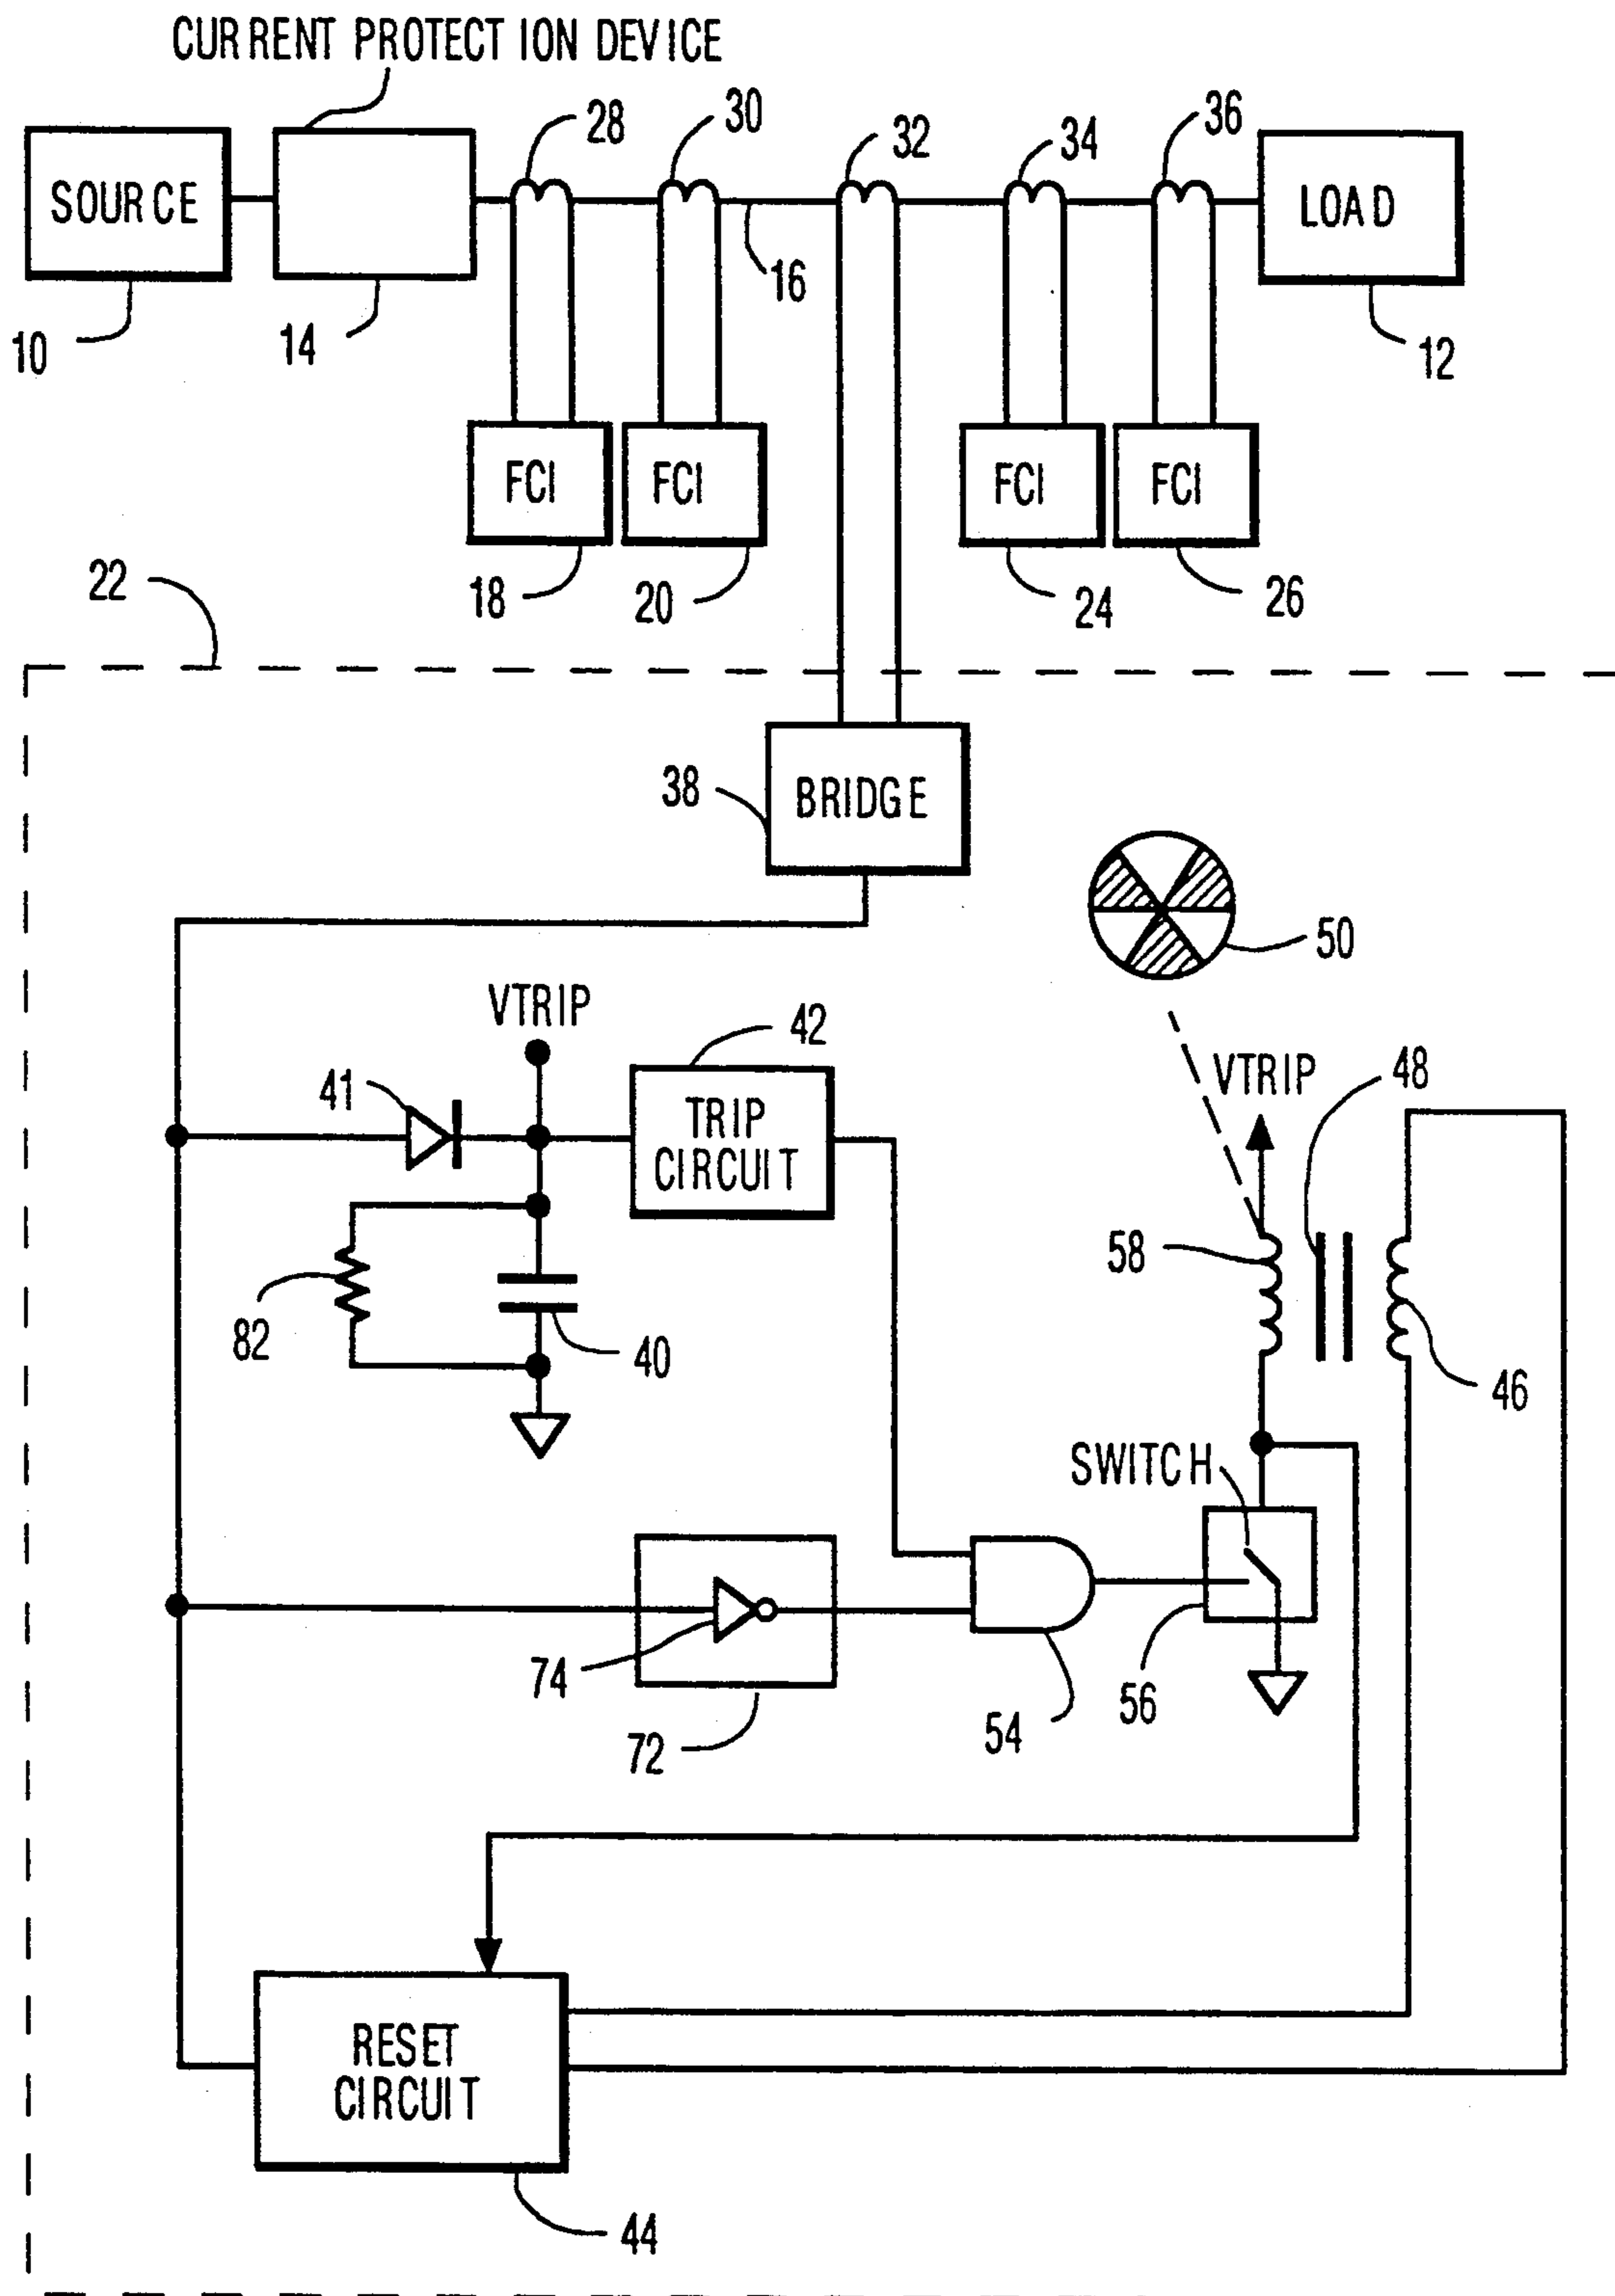 CURRENT PROTECTION DEVICE
28
30
32
34
36
SOURCE
LOAD
16
10
14
12
FCI
FCI
FCI
FCI
22
18
20
24
26
38
BRIDGE
50
VTRIP
42
41
TRIP
CIRCUIT
VTRIP
48
58
82
40
46
SWITCH
74
72
54
56
RESET
CIRCUIT
44